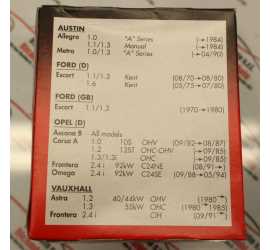 AUSTIN
Allegro 1.0 "A" Series (→1984)
1.1/1.3 Manual (→1984)
Metro 1.0/1.3 "A" Series (→04/90)
FORD (D)
Escort 1.1/1.3 Kent (08/70→08/80)
1.6 Kent (03/75→07/80)
FORD (GB)
Escort 1.1/1.3 (1970→1980)
OPEL (D)
Ascona B All models
Corsa A 1.0 10S OHV (09/82→08/87)
1.2 12ST OHC-OHV (→09/85)
1.3/1.3i OHC (→09/85)
Frontera 2.4i 92kW C24NE (08/91→)
Omega 2.4i 92kW C24SE (09/88→05/94)
VAUXHALL
Astra 1.2 40/44kW OHV (1980→)
1.3 55kW OHC (1980→1985)
Frontera 2.4i CIH (09/91→)